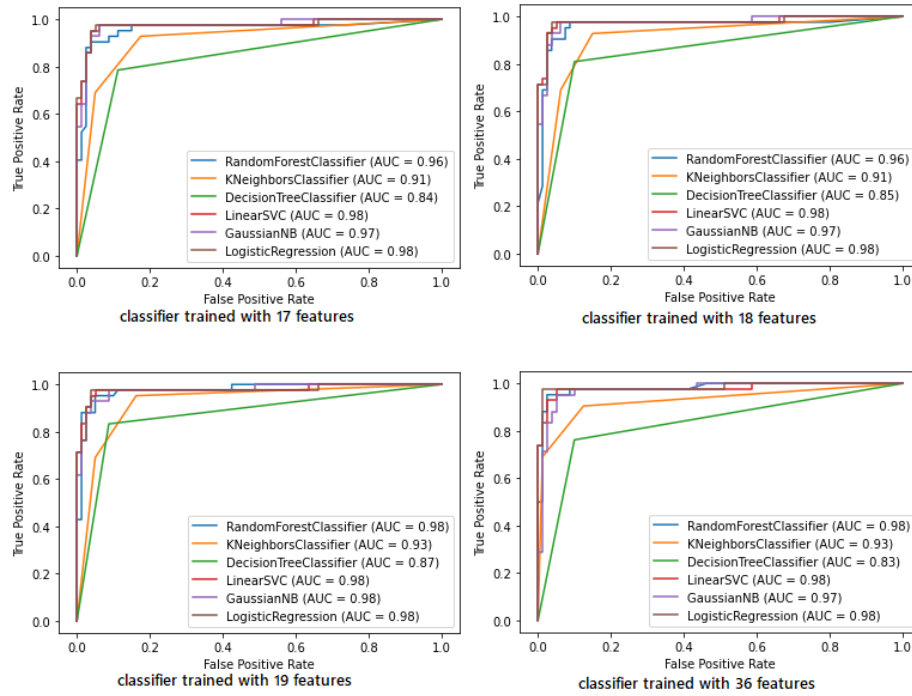 1.0
0.8
0.6
0.4
0.2
0.0
True Positive Rate
RandomForestClassifier (AUC = 0.96)
KNeighborsClassifier (AUC = 0.91)
DecisionTreeClassifier (AUC = 0.84)
LinearSVC (AUC = 0.98)
GaussianNB (AUC = 0.97)
LogisticRegression (AUC = 0.98)
0.0 0.2 0.4 0.6 0.8 1.0
False Positive Rate
classifier trained with 17 features
1.0
0.8
0.6
0.4
0.2
0.0
True Positive Rate
RandomForestClassifier (AUC = 0.96)
KNeighborsClassifier (AUC = 0.91)
DecisionTreeClassifier (AUC = 0.85)
LinearSVC (AUC = 0.98)
GaussianNB (AUC = 0.97)
LogisticRegression (AUC = 0.98)
0.0 0.2 0.4 0.6 0.8 1.0
False Positive Rate
classifier trained with 18 features
1.0
0.8
0.6
0.4
0.2
0.0
True Positive Rate
RandomForestClassifier (AUC = 0.98)
KNeighborsClassifier (AUC = 0.93)
DecisionTreeClassifier (AUC = 0.87)
LinearSVC (AUC = 0.98)
GaussianNB (AUC = 0.98)
LogisticRegression (AUC = 0.98)
0.0 0.2 0.4 0.6 0.8 1.0
False Positive Rate
classifier trained with 19 features
1.0
0.8
0.6
0.4
0.2
0.0
True Positive Rate
RandomForestClassifier (AUC = 0.98)
KNeighborsClassifier (AUC = 0.93)
DecisionTreeClassifier (AUC = 0.83)
LinearSVC (AUC = 0.98)
GaussianNB (AUC = 0.97)
LogisticRegression (AUC = 0.98)
0.0 0.2 0.4 0.6 0.8 1.0
False Positive Rate
classifier trained with 36 features